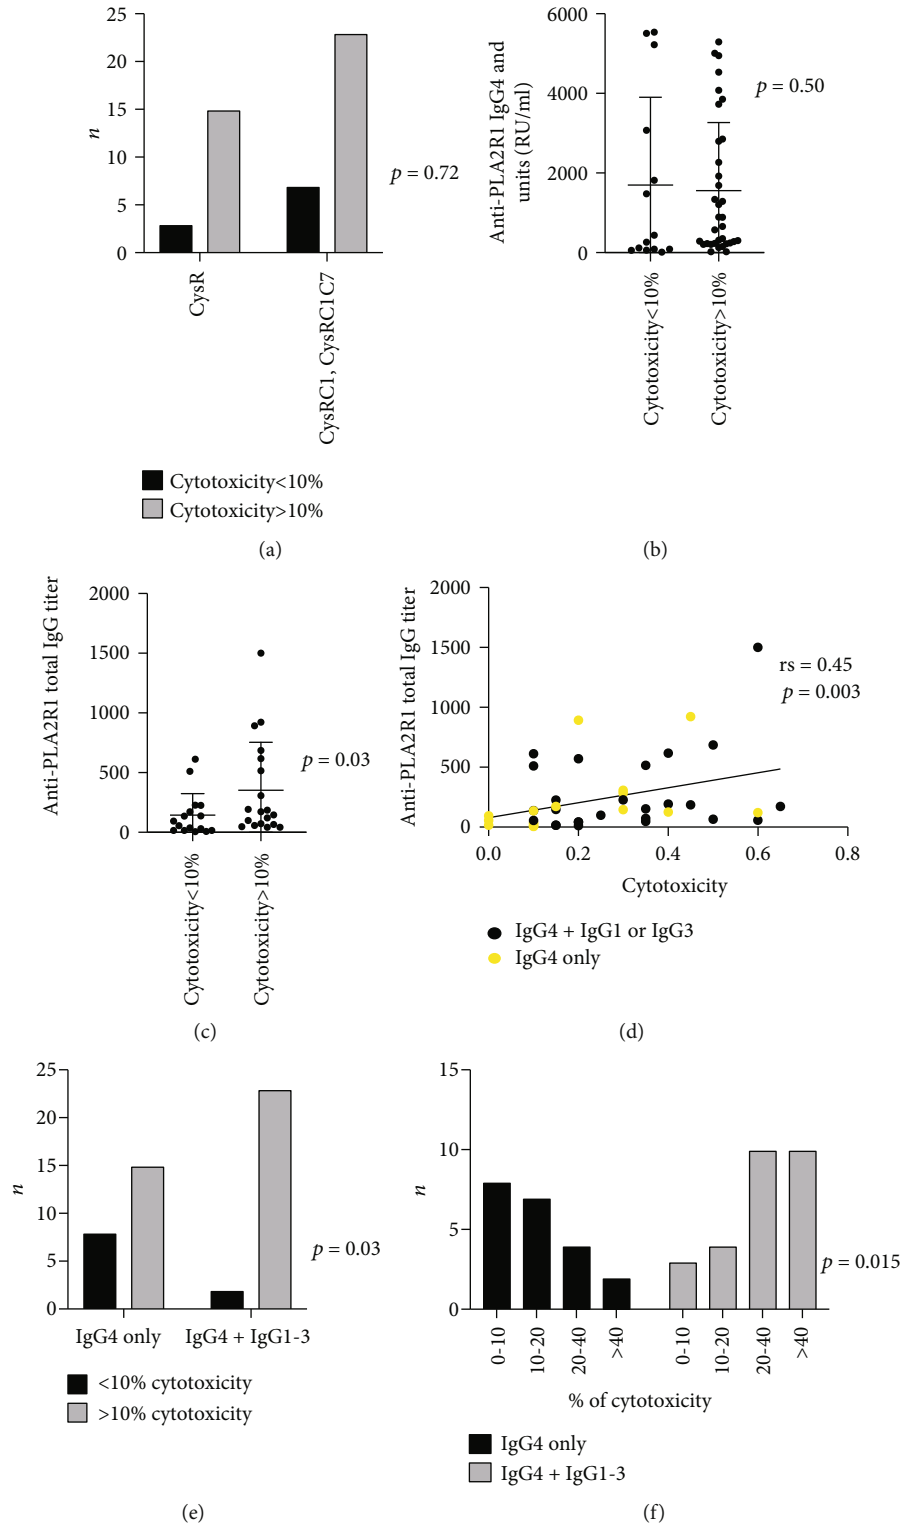 25
20
15
10
5
0
n
CysR
CysRC1, CysRC1C7
p = 0.72
Cytotoxicity<10%
Cytotoxicity>10%
(a)
6000
4000
2000
0
Anti-PLA2R1 IgG4 and
units (RU/ml)
p = 0.50
Cytotoxicity<10%
Cytotoxicity>10%
(b)
2000
1500
1000
500
0
Anti-PLA2R1 total IgG titer
p = 0.03
Cytotoxicity<10%
Cytotoxicity>10%
(c)
2000
1500
1000
500
0
Anti-PLA2R1 total IgG titer
rs = 0.45
p = 0.003
0.0 0.2 0.4 0.6 0.8
Cytotoxicity
IgG4 + IgG1 or IgG3
IgG4 only
(d)
25
20
15
10
5
0
n
p = 0.03
IgG4 only IgG4 + IgG1-3
<10% cytotoxicity
>10% cytotoxicity
(e)
15
10
5
0
n
p = 0.015
0-10
10-20
20-40
>40
0-10
10-20
20-40
>40
% of cytotoxicity
IgG4 only
IgG4 + IgG1-3
(f)